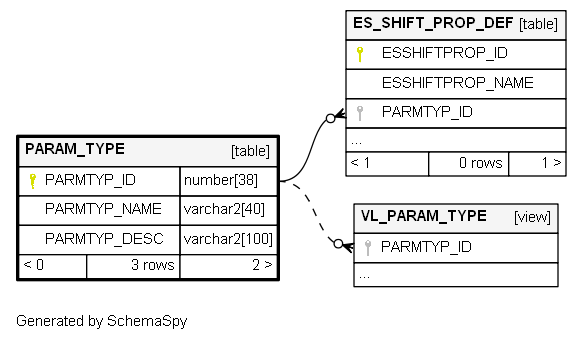 ES_SHIFT_PROP_DEF [table]
ESSHIFTPROP_ID
ESSHIFTPROP_NAME
PARMTYP_ID
...
< 1 0 rows 1 >
PARAM_TYPE [table]
PARMTYP_ID number[38]
PARMTYP_NAME varchar2[40]
PARMTYP_DESC varchar2[100]
< 0 3 rows 2 >
VL_PARAM_TYPE [view]
PARMTYP_ID
...
Generated by SchemaSpy